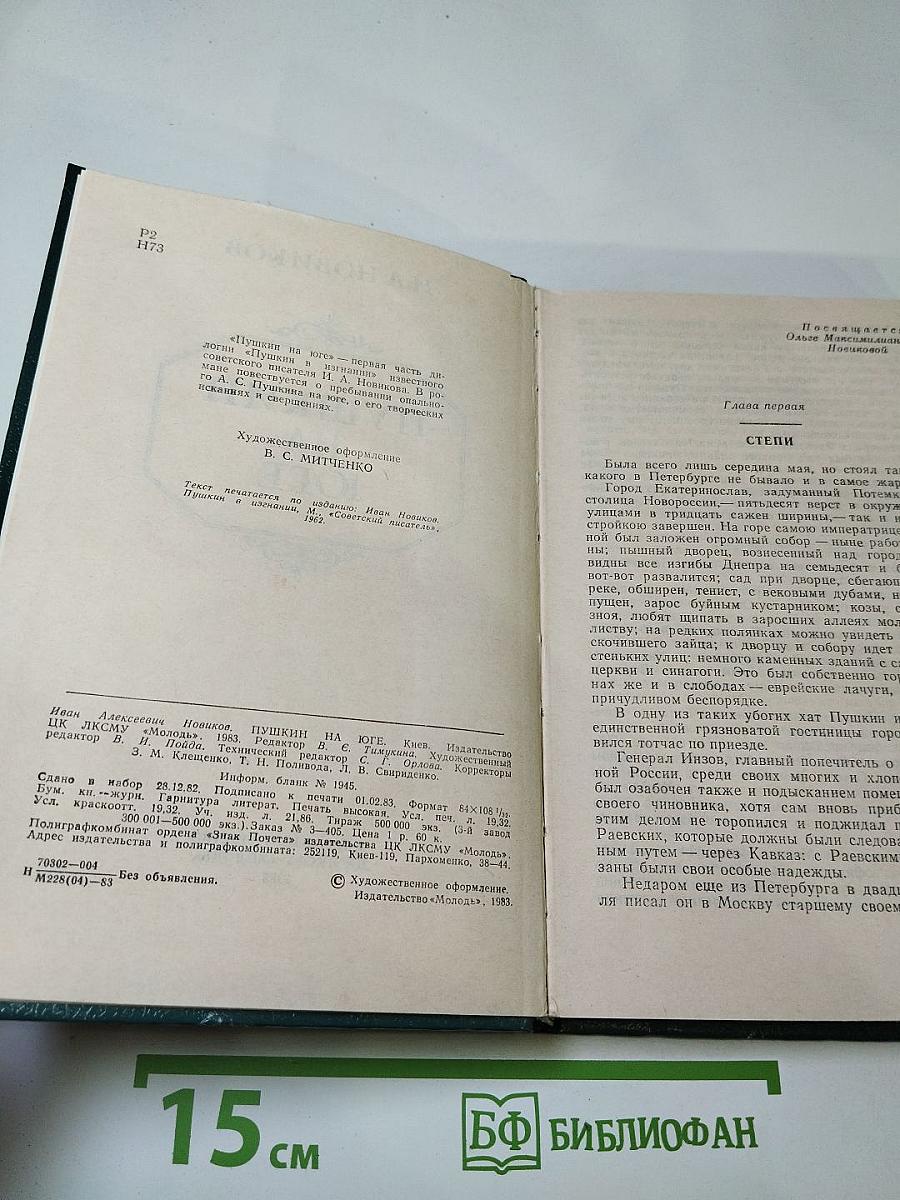 Р2
Н73
«Пушкин на юге» — первая часть ди-
логии «Пушкин в изгнании» известного
советского писателя И. А. Новикова. В ро-
мане повествуется о пребывании опально-
го А. С. Пушкина на юге, о его творческих
исканиях и свершениях.
Художественное оформление
В. С. МИТЧЕНКО
Текст печатается по изданию: Иван Новиков.
Пушкин в изгнании, М., «Советский писатель»,
1962.
Иван Алексеевич Новиков. ПУШКИН НА ЮГЕ. Киев. Издательство
ЦК ЛКСМУ «Молодь». 1983. Редактор В. Е. Тимукина. Художественный
редактор В. И. Пойда. Технический редактор С. Г. Орлова. Корректоры
З. М. Клещенко, Т. Н. Поливода, Л. В. Свириденко.
Информ. бланк № 1945.
Сдано в набор 28.12.82. Подписано к печати 01.02.83. Формат 84×108 1/32.
Бум. кн.-журн. Гарнитура литерат. Печать высокая. Усл. печ. л. 19,32.
Усл. краскоотт. 19,32. Уч. изд. л. 21,86. Тираж 500 000 экз. (3-й завод
300 001—500 000 экз.). Заказ № 3—405. Цена 1 р. 60 к.
Полиграфкомбинат ордена «Знак Почета» издательства ЦК ЛКСМУ «Молодь».
Адрес издательства и полиграфкомбината: 252119, Киев-119, Пархоменко, 38—44.
Н 70302—004
М228(04)—83 Без объявления.
© Художественное оформление.
Издательство «Молодь», 1983.
Посвящаетс
Ольге Максимилиан
Новиковой
Глава первая
СТЕПИ
Была всего лишь середина мая, но стоял та
какого в Петербурге не бывало и в самое жар
Город Екатеринослав, задуманный Потемк
столица Новороссии,— пятьдесят верст в окруж
улицами в тридцать сажен ширины,— так и н
стройкою завершен. На горе самою императрице
ной был заложен огромный собор — ныне работ
ны; пышный дворец, вознесенный над город
видны все изгибы Днепра на семьдесят и б
вот-вот развалится; сад при дворце, сбегающ
реке, обширен, тенист, с вековыми дубами, н
пущен, зарос буйным кустарником; козы, с
зноя, любят щипать в заросших аллеях мол
листву; на редких полянках можно увидеть
скочившего зайца; к дворцу и собору идет
стеньких улиц: немного каменных зданий с са
церкви и синагоги. Это был собственно гор
нах же и в слободах — еврейские лачуги,
причудливом беспорядке.
В одну из таких убогих хат Пушкин и
единственной грязноватой гостиницы горо
вился тотчас по приезде.
Генерал Инзов, главный попечитель о
ной России, среди своих многих и хлоп
был озабочен также и подысканием помещ
своего чиновника, хотя сам вновь приб
этим делом не торопился и поджидал п
Раевских, которые должны были следова
ным путем — через Кавказ: с Раевским
заны были свои особые надежды.
Недаром еще из Петербурга в двадц
ля писал он в Москву старшему своем
15 см
БФ БИБЛИОФАН